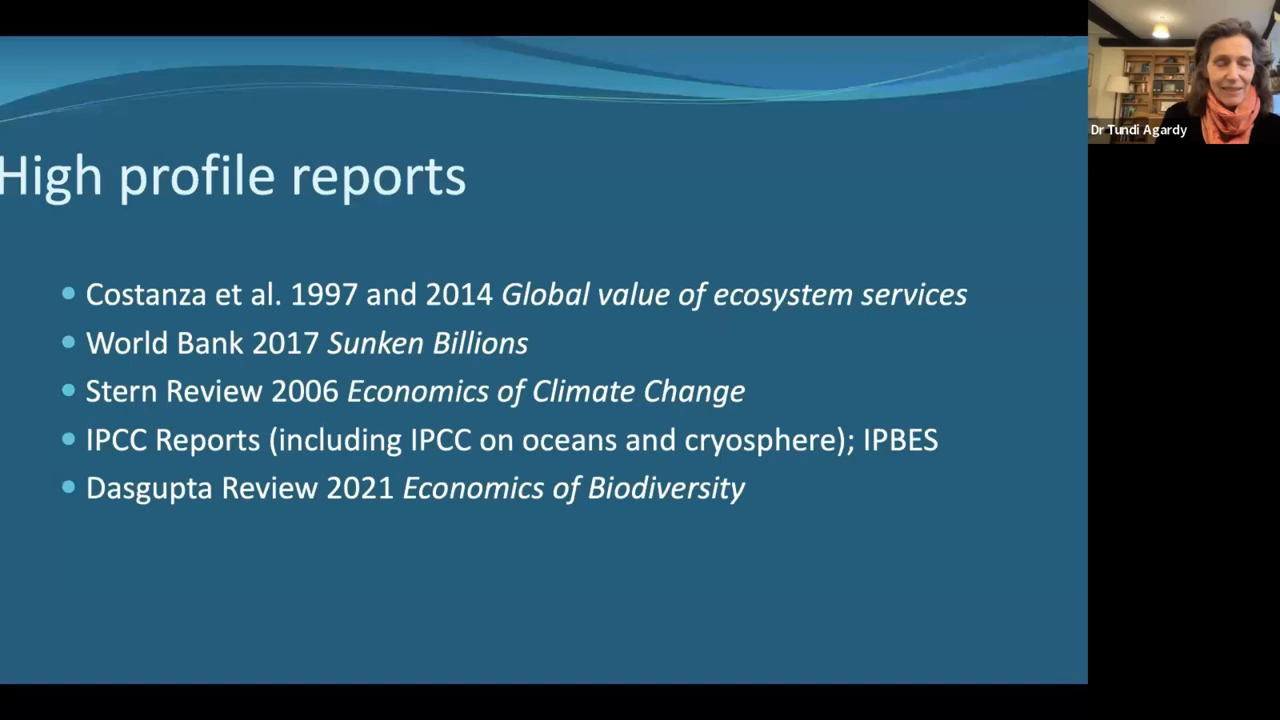 High profile reports
Costanza et al. 1997 and 2014 Global value of ecosystem services
World Bank 2017 Sunken Billions
Stern Review 2006 Economics of Climate Change
IPCC Reports (including IPCC on oceans and cryosphere); IPBES
Dasgupta Review 2021 Economics of Biodiversity
Dr Tundi Agardy